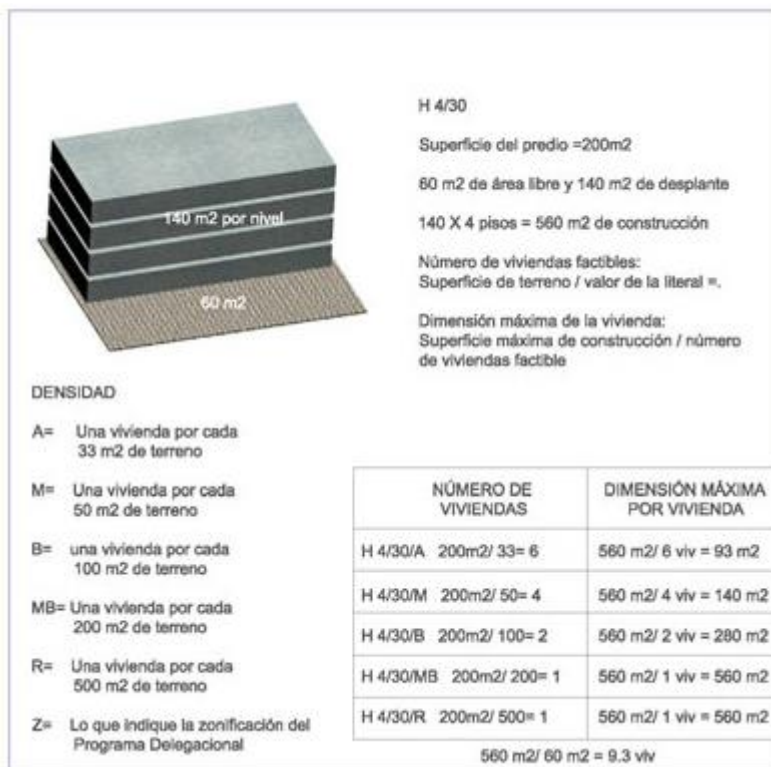 H 4/30
Superficie del predio =200m2
60 m2 de área libre y 140 m2 de desplante
140 X 4 pisos = 560 m2 de construcción
Número de viviendas factibles:
Superficie de terreno / valor de la literal =.
Dimensión máxima de la vivienda:
Superficie máxima de construcción / número
de viviendas factible
140 m2 por nivel
60 m2
DENSIDAD
A= Una vivienda por cada
33 m2 de terreno
M= Una vivienda por cada
50 m2 de terreno
B= una vivienda por cada
100 m2 de terreno
MB= Una vivienda por cada
200 m2 de terreno
R= Una vivienda por cada
500 m2 de terreno
Z= Lo que indique la zonificación del
Programa Delegacional
NÚMERO DE
VIVIENDAS
DIMENSIÓN MÁXIMA
POR VIVIENDA
H 4/30/A 200m2/ 33= 6
560 m2/ 6 viv = 93 m2
H 4/30/M 200m2/ 50= 4
560 m2/ 4 viv = 140 m2
H 4/30/B 200m2/ 100= 2
560 m2/ 2 viv = 280 m2
H 4/30/MB 200m2/ 200= 1
560 m2/ 1 viv = 560 m2
H 4/30/R 200m2/ 500= 1
560 m2/ 1 viv = 560 m2
560 m2/ 60 m2 = 9.3 viv